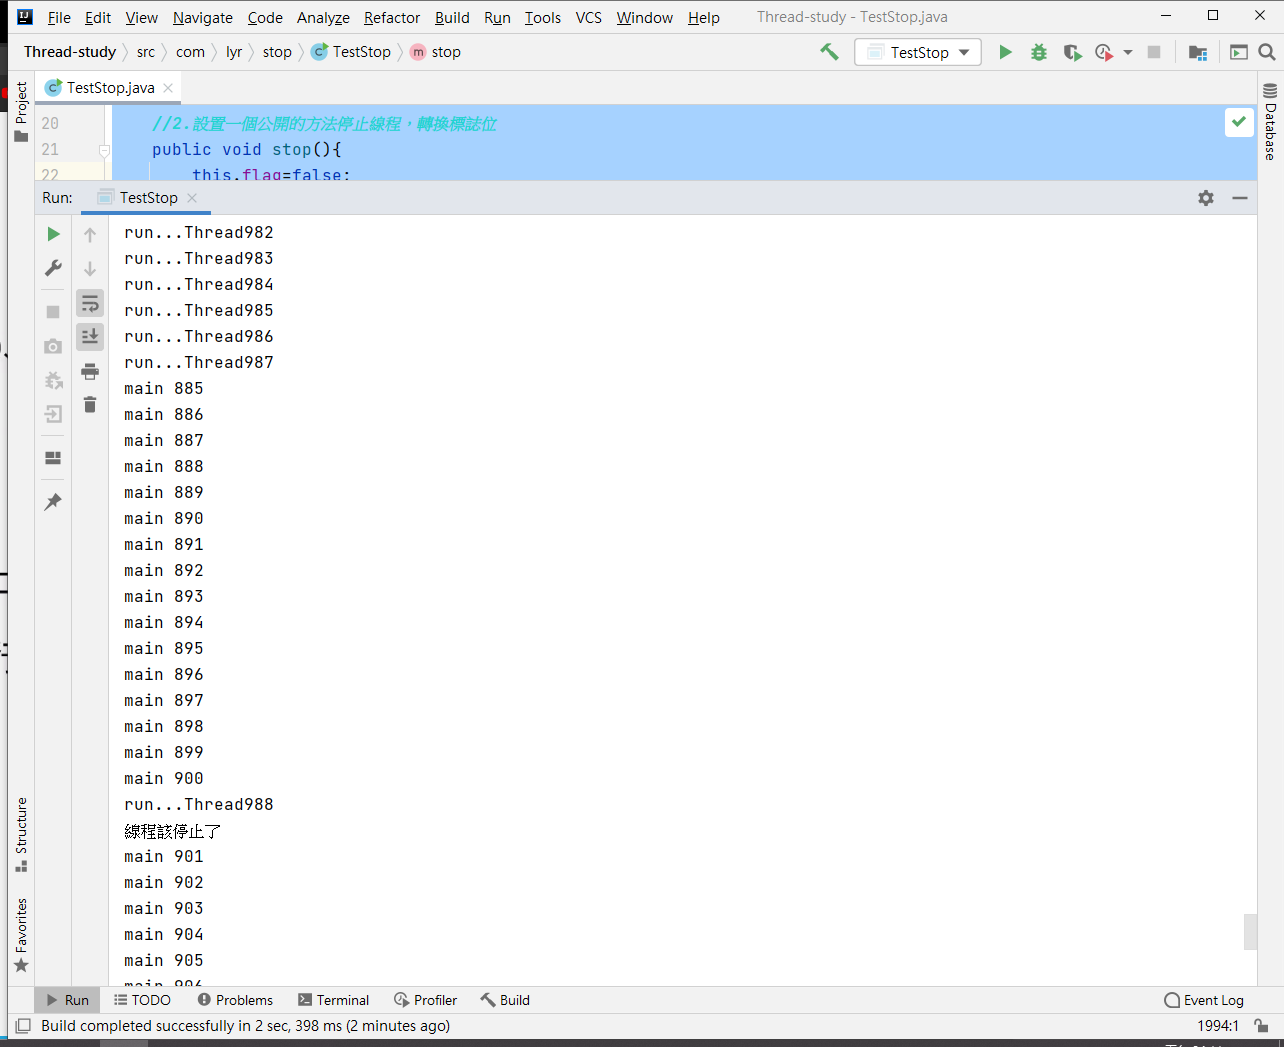 File Edit View Navigate Code Analyze Refactor Build Run Tools VCS Window Help Thread-study - TestStop.java
Thread-study src com lyr stop TestStop stop TestStop
Project
TestStop.java
Database
20 //2.設置一個公開的方法停止線程，轉換標誌位
21 public void stop(){
22 this.flag=false;
Run: TestStop
run...Thread982
run...Thread983
run...Thread984
run...Thread985
run...Thread986
run...Thread987
main 885
main 886
main 887
main 888
main 889
main 890
main 891
main 892
main 893
main 894
main 895
main 896
main 897
main 898
main 899
main 900
run...Thread988
線程該停止了
main 901
main 902
main 903
main 904
main 905
main 906
Structure
Favorites
Run TODO Problems Terminal Profiler Build Event Log
Build completed successfully in 2 sec, 398 ms (2 minutes ago) 1994:1